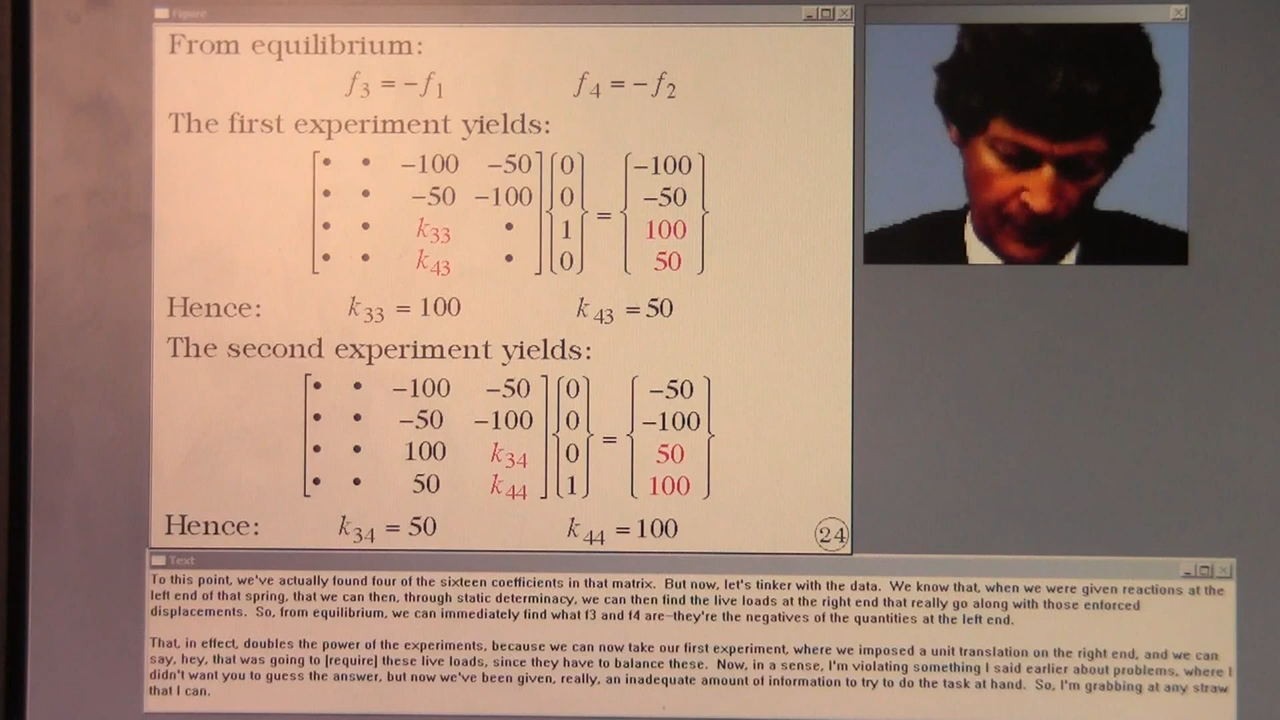 Figure
From equilibrium:
f3 = −f1 f4 = −f2
The first experiment yields:
[• • −100 −50] {0} {−100}
[• • −50 −100] {0} = {−50}
[• • k33 •] {1} {100}
[• • k43 •] {0} {50}
Hence: k33 = 100 k43 = 50
The second experiment yields:
[• • −100 −50] {0} {−50}
[• • −50 −100] {0} = {−100}
[• • 100 k34] {0} {50}
[• • 50 k44] {1} {100}
Hence: k34 = 50 k44 = 100
24
Text
To this point, we've actually found four of the sixteen coefficients in that matrix. But now, let's tinker with the data. We know that, when we were given reactions at the
left end of that spring, that we can then, through static determinacy, we can then find the live loads at the right end that really go along with those enforced
displacements. So, from equilibrium, we can immediately find what f3 and f4 are--they're the negatives of the quantities at the left end.
That, in effect, doubles the power of the experiments, because we can now take our first experiment, where we imposed a unit translation on the right end, and we can
say, hey, that was going to [require] these live loads, since they have to balance these. Now, in a sense, I'm violating something I said earlier about problems, where I
didn't want you to guess the answer, but now we've been given, really, an inadequate amount of information to try to do the task at hand. So, I'm grabbing at any straw
that I can.